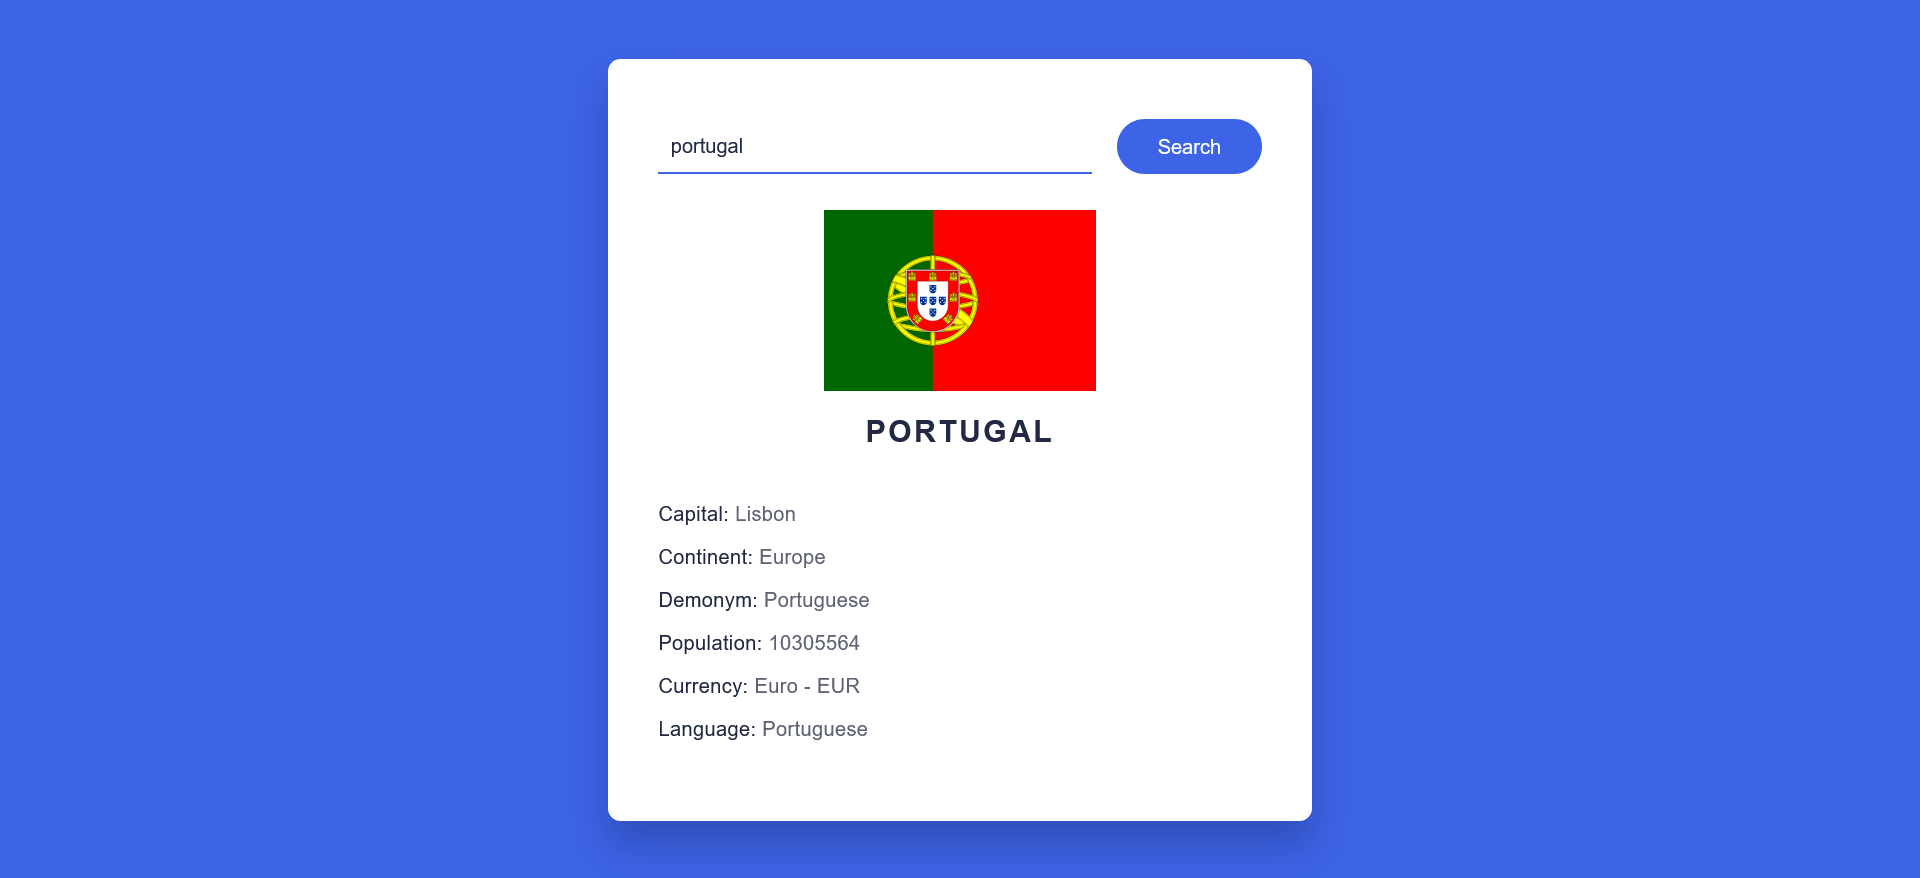 portugal
Search
PORTUGAL
Capital: Lisbon
Continent: Europe
Demonym: Portuguese
Population: 10305564
Currency: Euro - EUR
Language: Portuguese